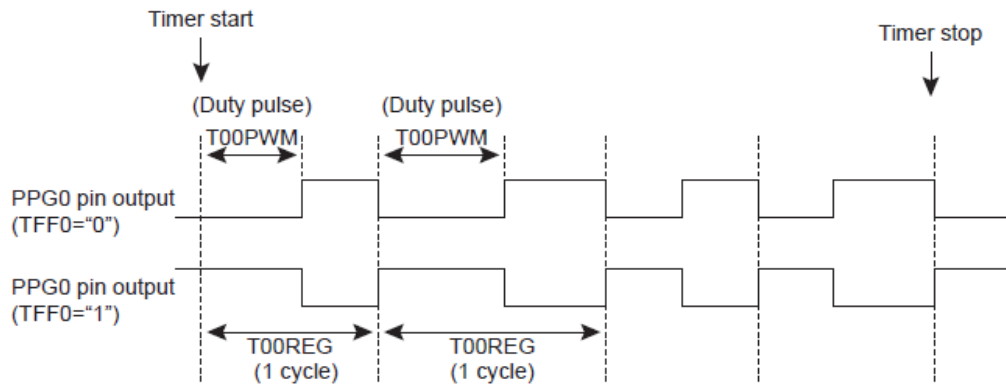 Timer start
Timer stop
(Duty pulse)
(Duty pulse)
T00PWM
T00PWM
PPG0 pin output
(TFF0=“0”)
PPG0 pin output
(TFF0=“1”)
T00REG
T00REG
(1 cycle)
(1 cycle)